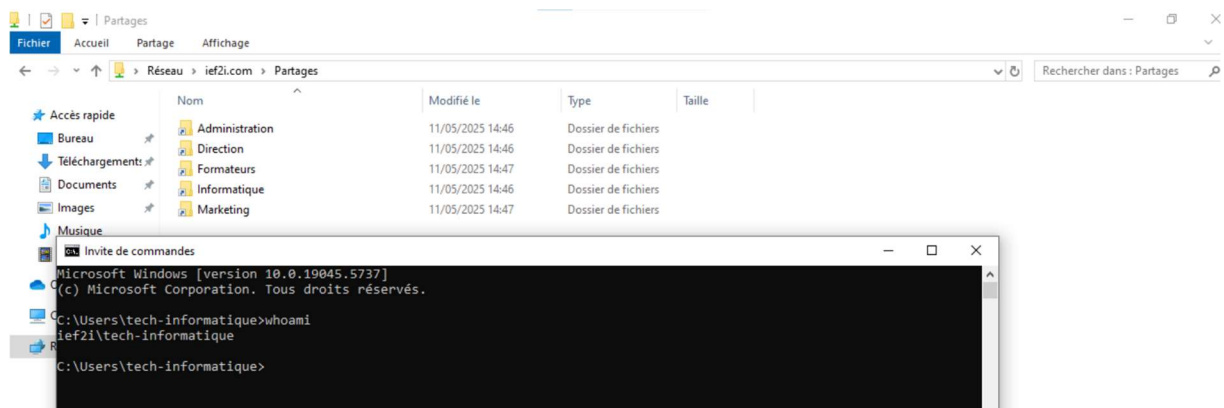 Partages
Fichier Accueil Partage Affichage
Réseau > ief2i.com > Partages
Rechercher dans : Partages
Nom Modifié le Type Taille
Accès rapide
Administration 11/05/2025 14:46 Dossier de fichiers
Bureau
Direction 11/05/2025 14:46 Dossier de fichiers
Téléchargements
Formateurs 11/05/2025 14:47 Dossier de fichiers
Documents
Informatique 11/05/2025 14:46 Dossier de fichiers
Images
Marketing 11/05/2025 14:47 Dossier de fichiers
Musique
Invite de commandes
Microsoft Windows [version 10.0.19045.5737]
(c) Microsoft Corporation. Tous droits réservés.
C:\Users\tech-informatique>whoami
ief2i\tech-informatique
C:\Users\tech-informatique>